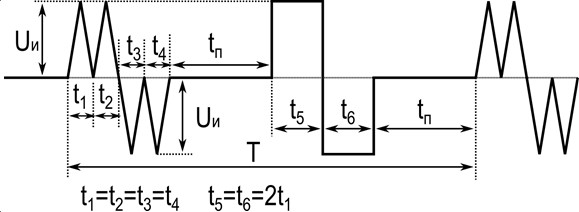 Uи
t3 t4 tп
t1 t2 t5 t6 tп
Uи
T
t1=t2=t3=t4 t5=t6=2t1